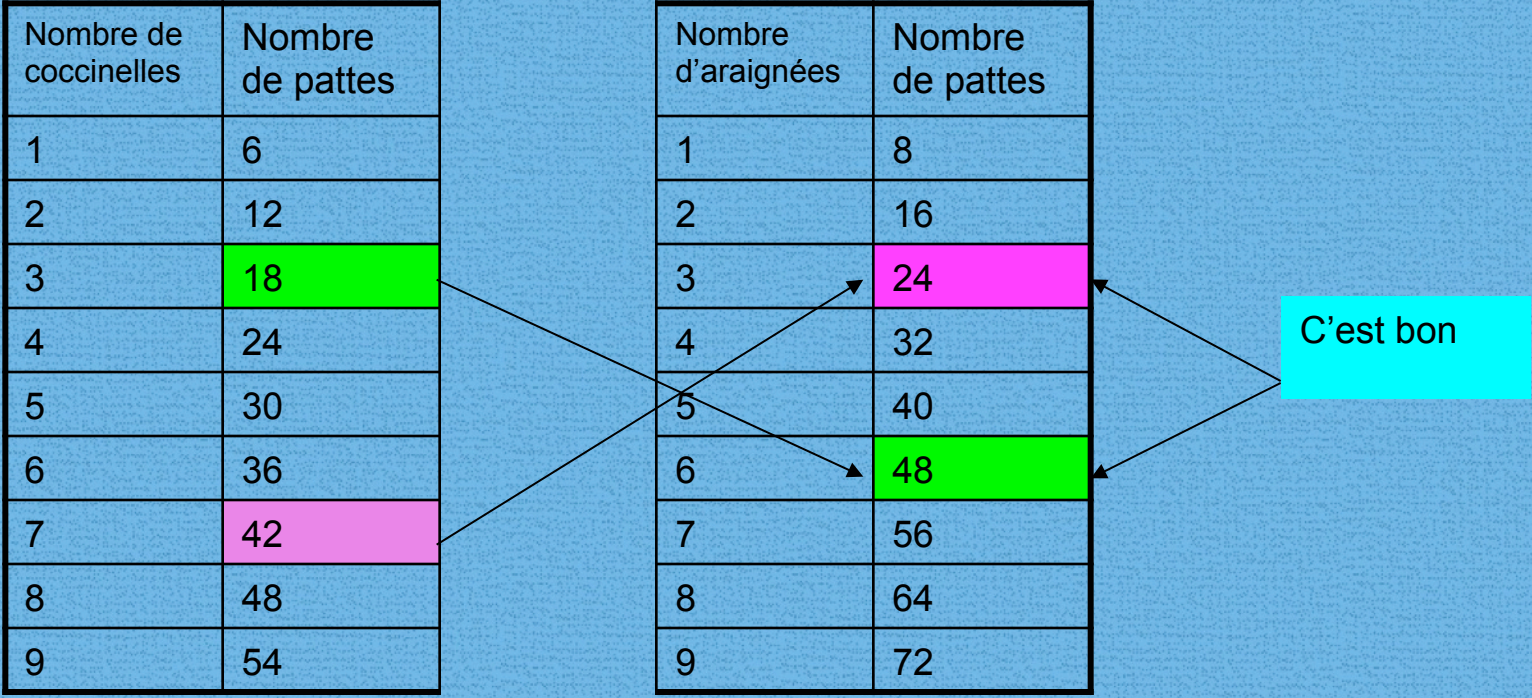 Nombre de
coccinelles
Nombre
de pattes
1 6
2 12
3 18
4 24
5 30
6 36
7 42
8 48
9 54
Nombre
d’araignées
Nombre
de pattes
1 8
2 16
3 24
4 32
5 40
6 48
7 56
8 64
9 72
C’est bon